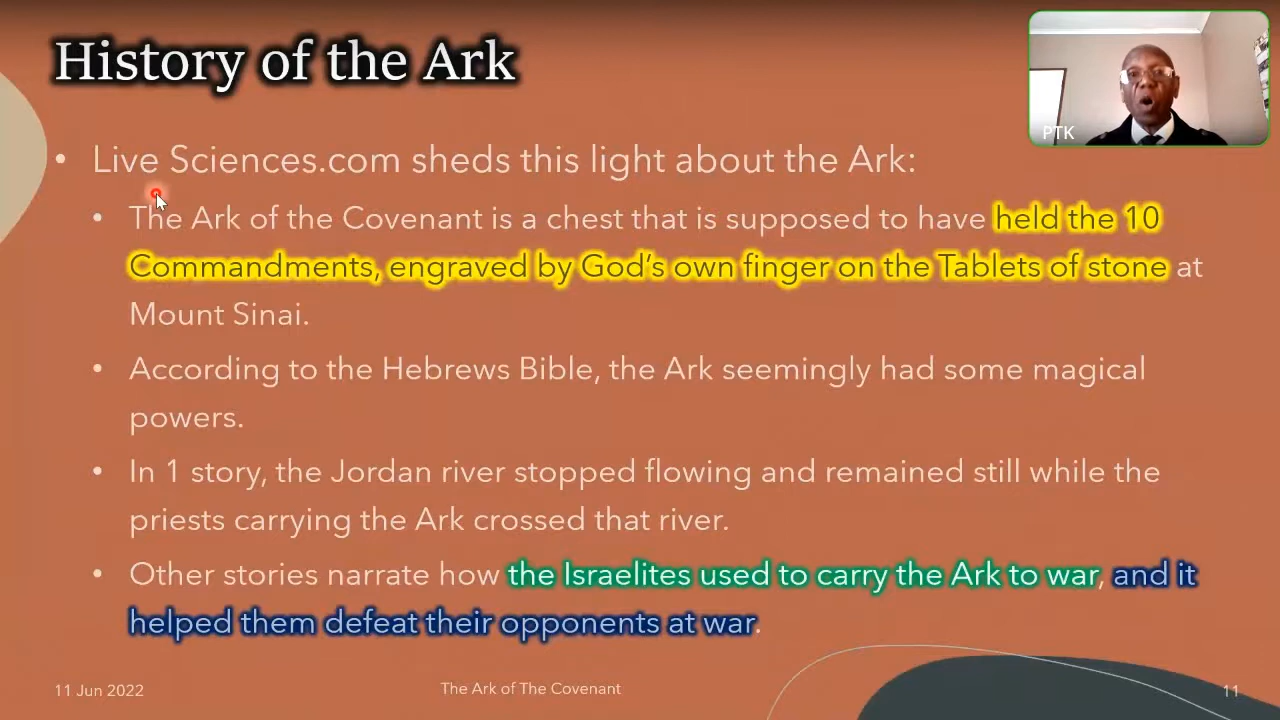 History of the Ark
PTK
• Live Sciences.com sheds this light about the Ark:
• The Ark of the Covenant is a chest that is supposed to have held the 10
Commandments, engraved by God's own finger on the Tablets of stone at
Mount Sinai.
• According to the Hebrews Bible, the Ark seemingly had some magical
powers.
• In 1 story, the Jordan river stopped flowing and remained still while the
priests carrying the Ark crossed that river.
• Other stories narrate how the Israelites used to carry the Ark to war, and it
helped them defeat their opponents at war.
11 Jun 2022
The Ark of The Covenant
11